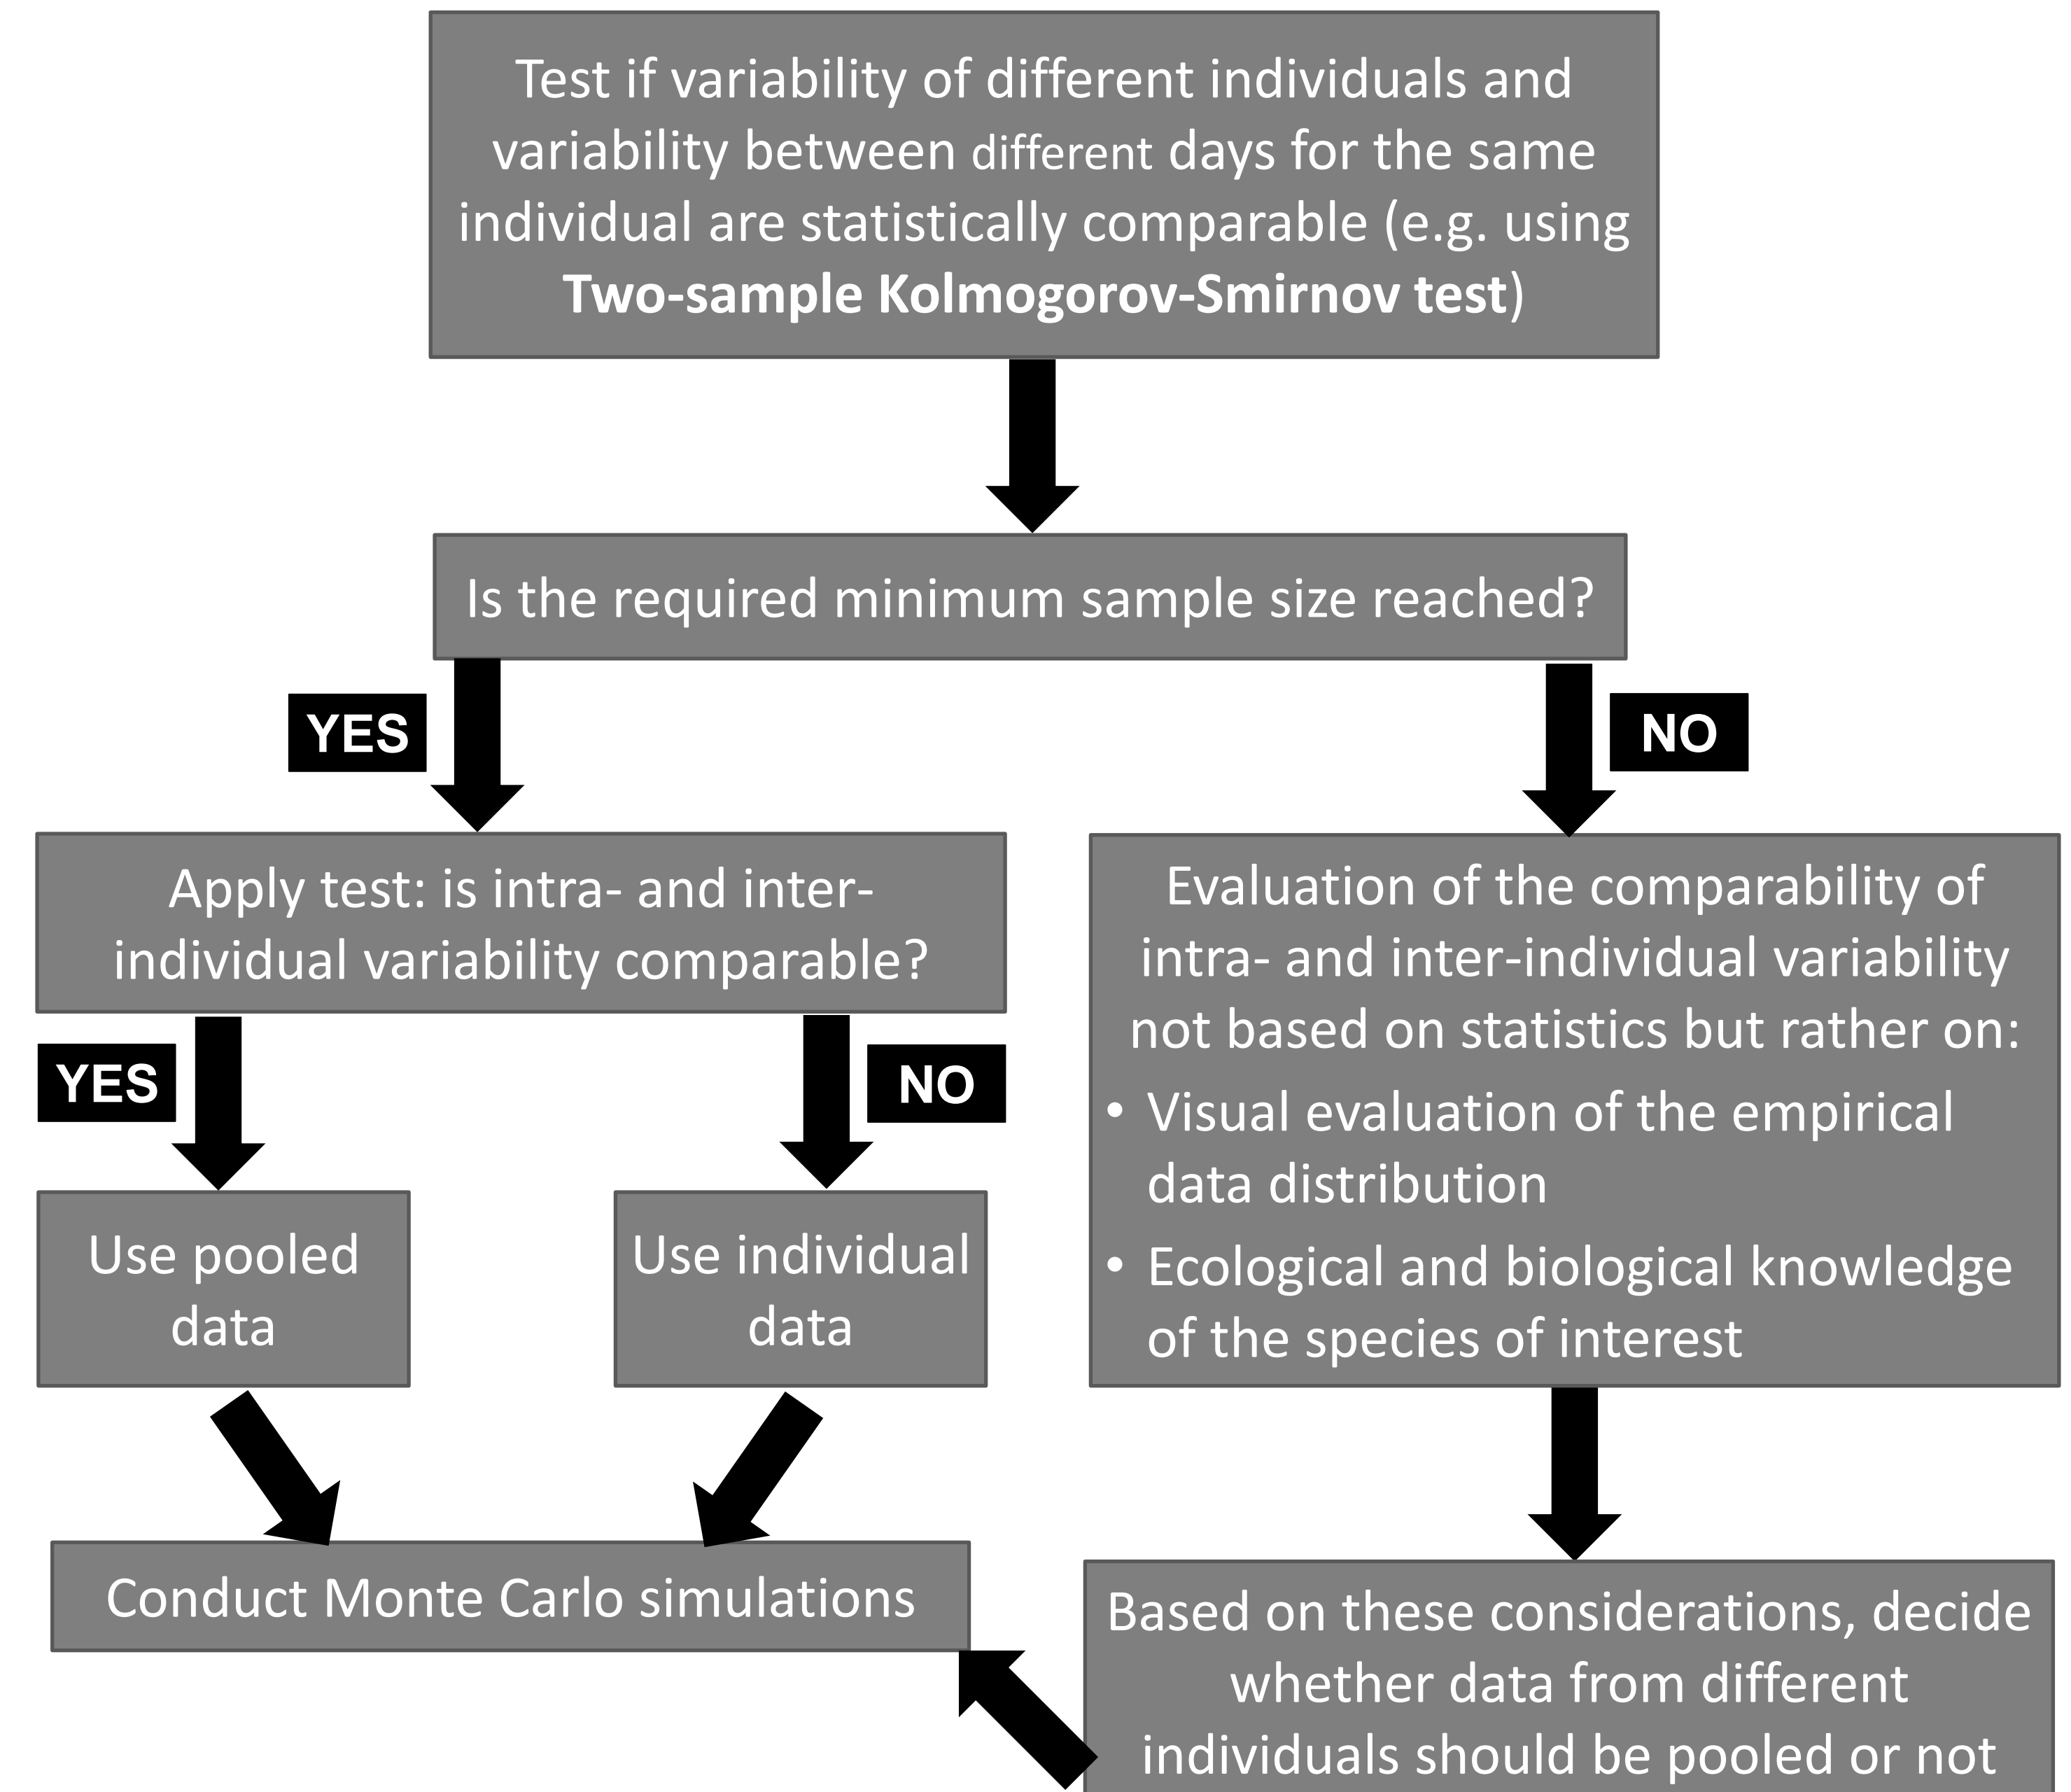 Test if variability of different individuals and
variability between different days for the same
individual are statistically comparable (e.g. using
Two-sample Kolmogorov-Smirnov test)
Is the required minimum sample size reached?
YES
NO
Apply test: is intra- and inter-
individual variability comparable?
Evaluation of the comparability of
intra- and inter-individual variability
not based on statistics but rather on:
• Visual evaluation of the empirical
data distribution
• Ecological and biological knowledge
of the species of interest
YES
NO
Use pooled
data
Use individual
data
Conduct Monte Carlo simulations
Based on these considerations, decide
whether data from different
individuals should be pooled or not